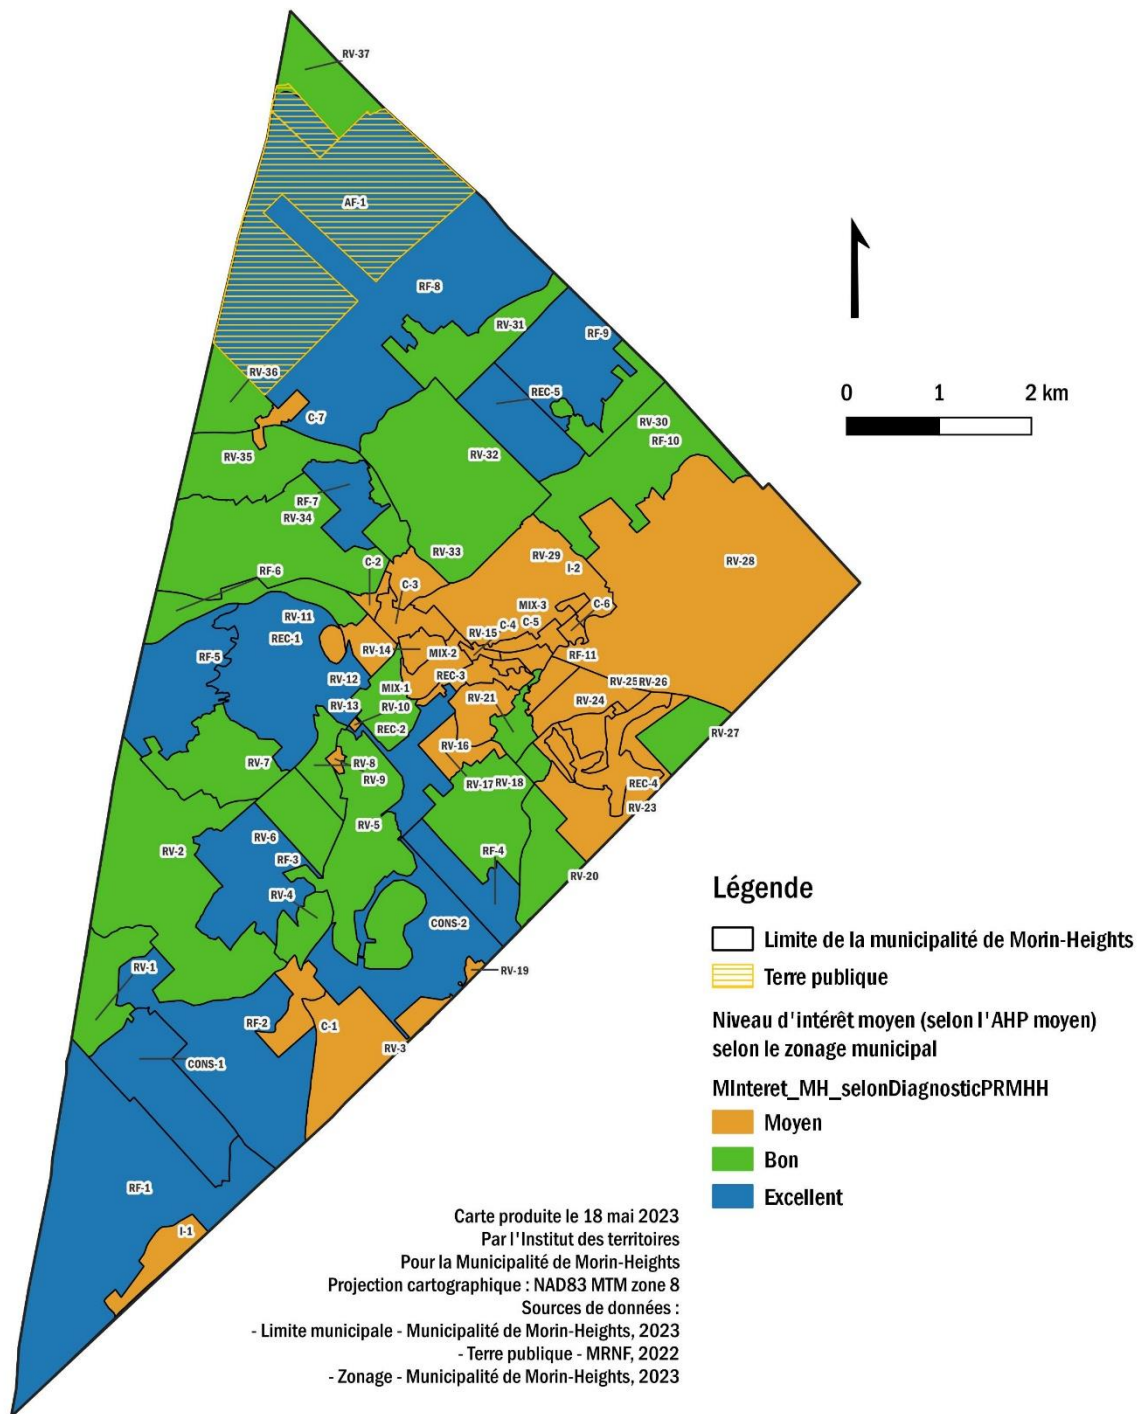 RV-37
AF-1
RF-8
RV-31
RF-9
RV-36
REC-5
C-7
RV-30
RF-10
RV-35
RV-32
RF-7
RV-34
RV-33
RV-29
C-2
I-2
RV-28
RF-6
C-3
MIX-3
C-6
RV-11
C-4
REC-1
C-5
RV-15
RF-5
RV-14
MIX-2
RF-11
RV-12
REC-3
RV-25
RV-26
MIX-1
RV-21
RV-24
RV-13
RV-10
REC-2
RV-27
RV-16
RV-7
RV-8
RV-9
RV-17
RV-18
REC-4
RV-23
RV-5
RV-6
RV-2
RF-3
RF-4
RV-20
RV-4
CONS-2
RV-1
RV-19
RF-2
C-1
RV-3
CONS-1
RF-1
I-1
0 1 2 km
Légende
Limite de la municipalité de Morin-Heights
Terre publique
Niveau d'intérêt moyen (selon l'AHP moyen)
selon le zonage municipal
MInteret_MH_selonDiagnosticPRMHH
Moyen
Bon
Excellent
Carte produite le 18 mai 2023
Par l'Institut des territoires
Pour la Municipalité de Morin-Heights
Projection cartographique : NAD83 MTM zone 8
Sources de données :
- Limite municipale - Municipalité de Morin-Heights, 2023
- Terre publique - MRNF, 2022
- Zonage - Municipalité de Morin-Heights, 2023